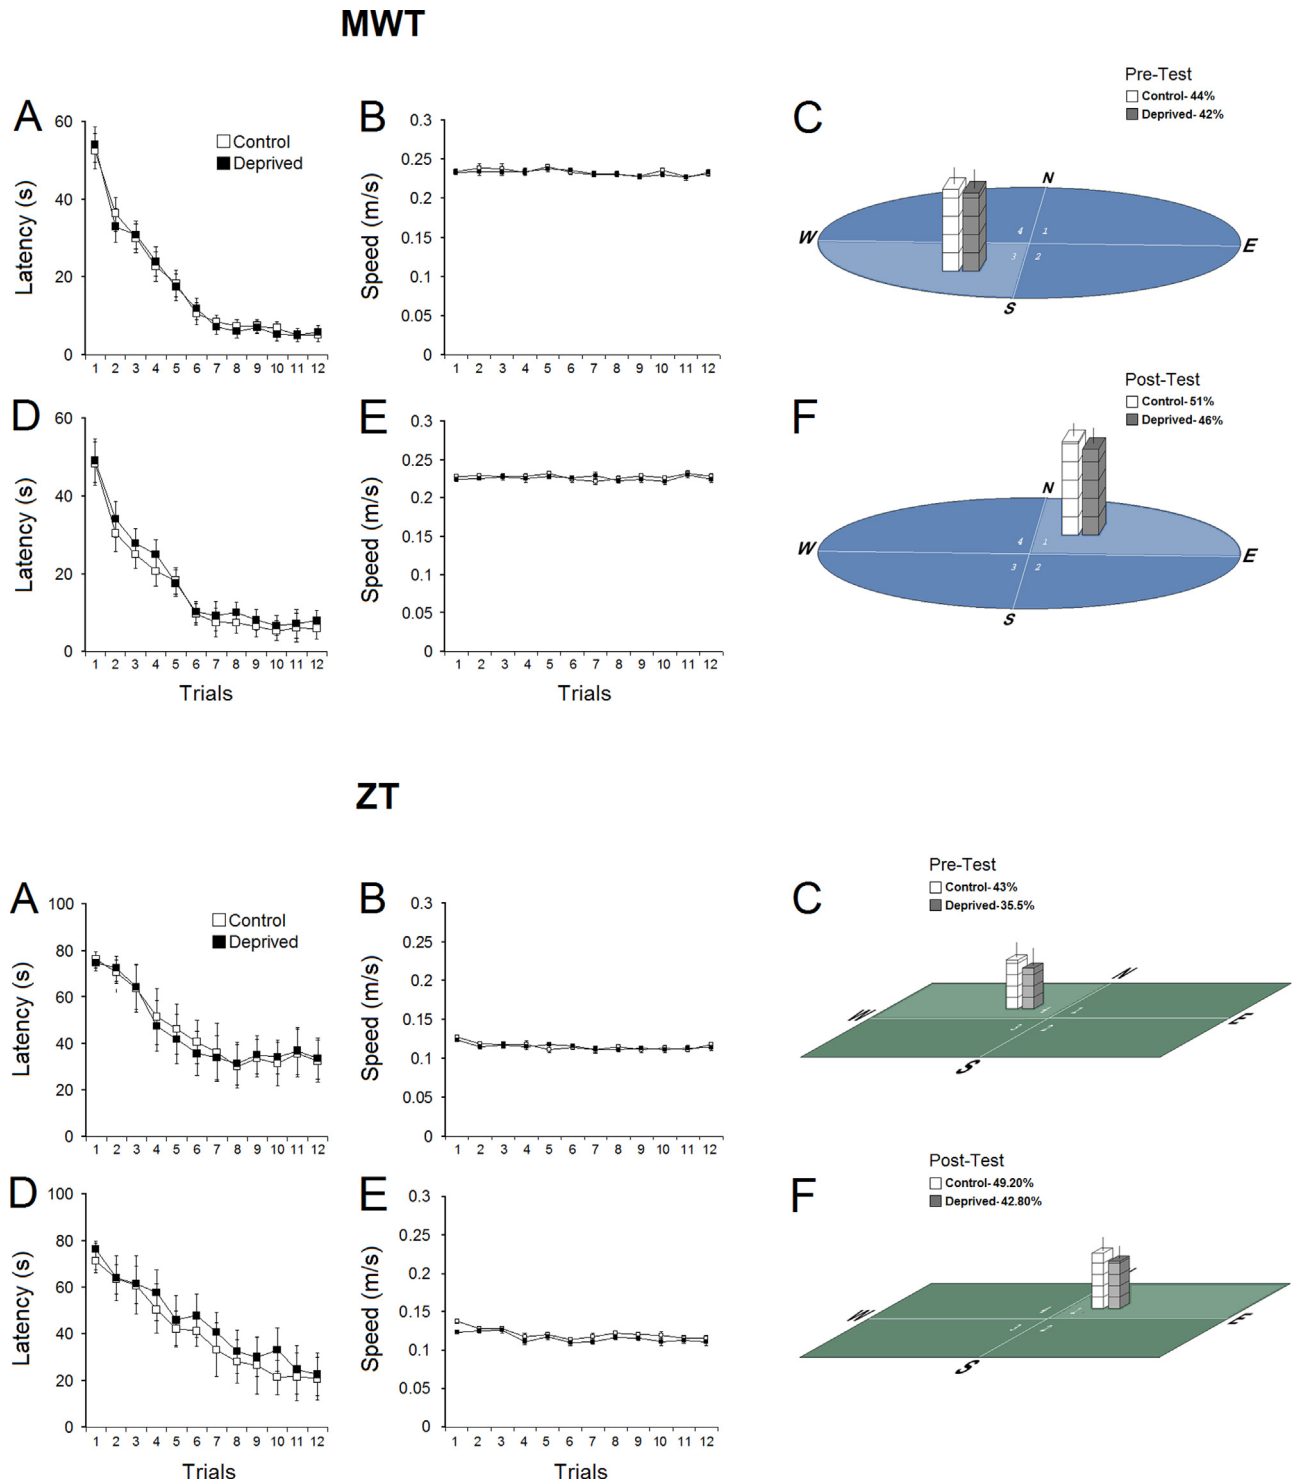 MWT
A
60
40
20
0
Latency (s)
Control
Deprived
1 2 3 4 5 6 7 8 9 10 11 12
B
0.3
0.25
0.2
0.15
0.1
0.05
0
Speed (m/s)
1 2 3 4 5 6 7 8 9 10 11 12
C
Pre-Test
Control- 44%
Deprived- 42%
N
W
E
S
4 1
3 2
D
60
40
20
0
Latency (s)
1 2 3 4 5 6 7 8 9 10 11 12
Trials
E
0.3
0.25
0.2
0.15
0.1
0.05
0
Speed (m/s)
1 2 3 4 5 6 7 8 9 10 11 12
Trials
F
Post-Test
Control- 51%
Deprived- 46%
N
W
E
S
4 1
3 2
ZT
A
100
80
60
40
20
0
Latency (s)
Control
Deprived
1 2 3 4 5 6 7 8 9 10 11 12
B
0.3
0.25
0.2
0.15
0.1
0.05
0
Speed (m/s)
1 2 3 4 5 6 7 8 9 10 11 12
C
Pre-Test
Control- 43%
Deprived-35.5%
N
W
E
S
D
100
80
60
40
20
0
Latency (s)
1 2 3 4 5 6 7 8 9 10 11 12
Trials
E
0.3
0.25
0.2
0.15
0.1
0.05
0
Speed (m/s)
1 2 3 4 5 6 7 8 9 10 11 12
Trials
F
Post-Test
Control- 49.20%
Deprived- 42.80%
W
E
S